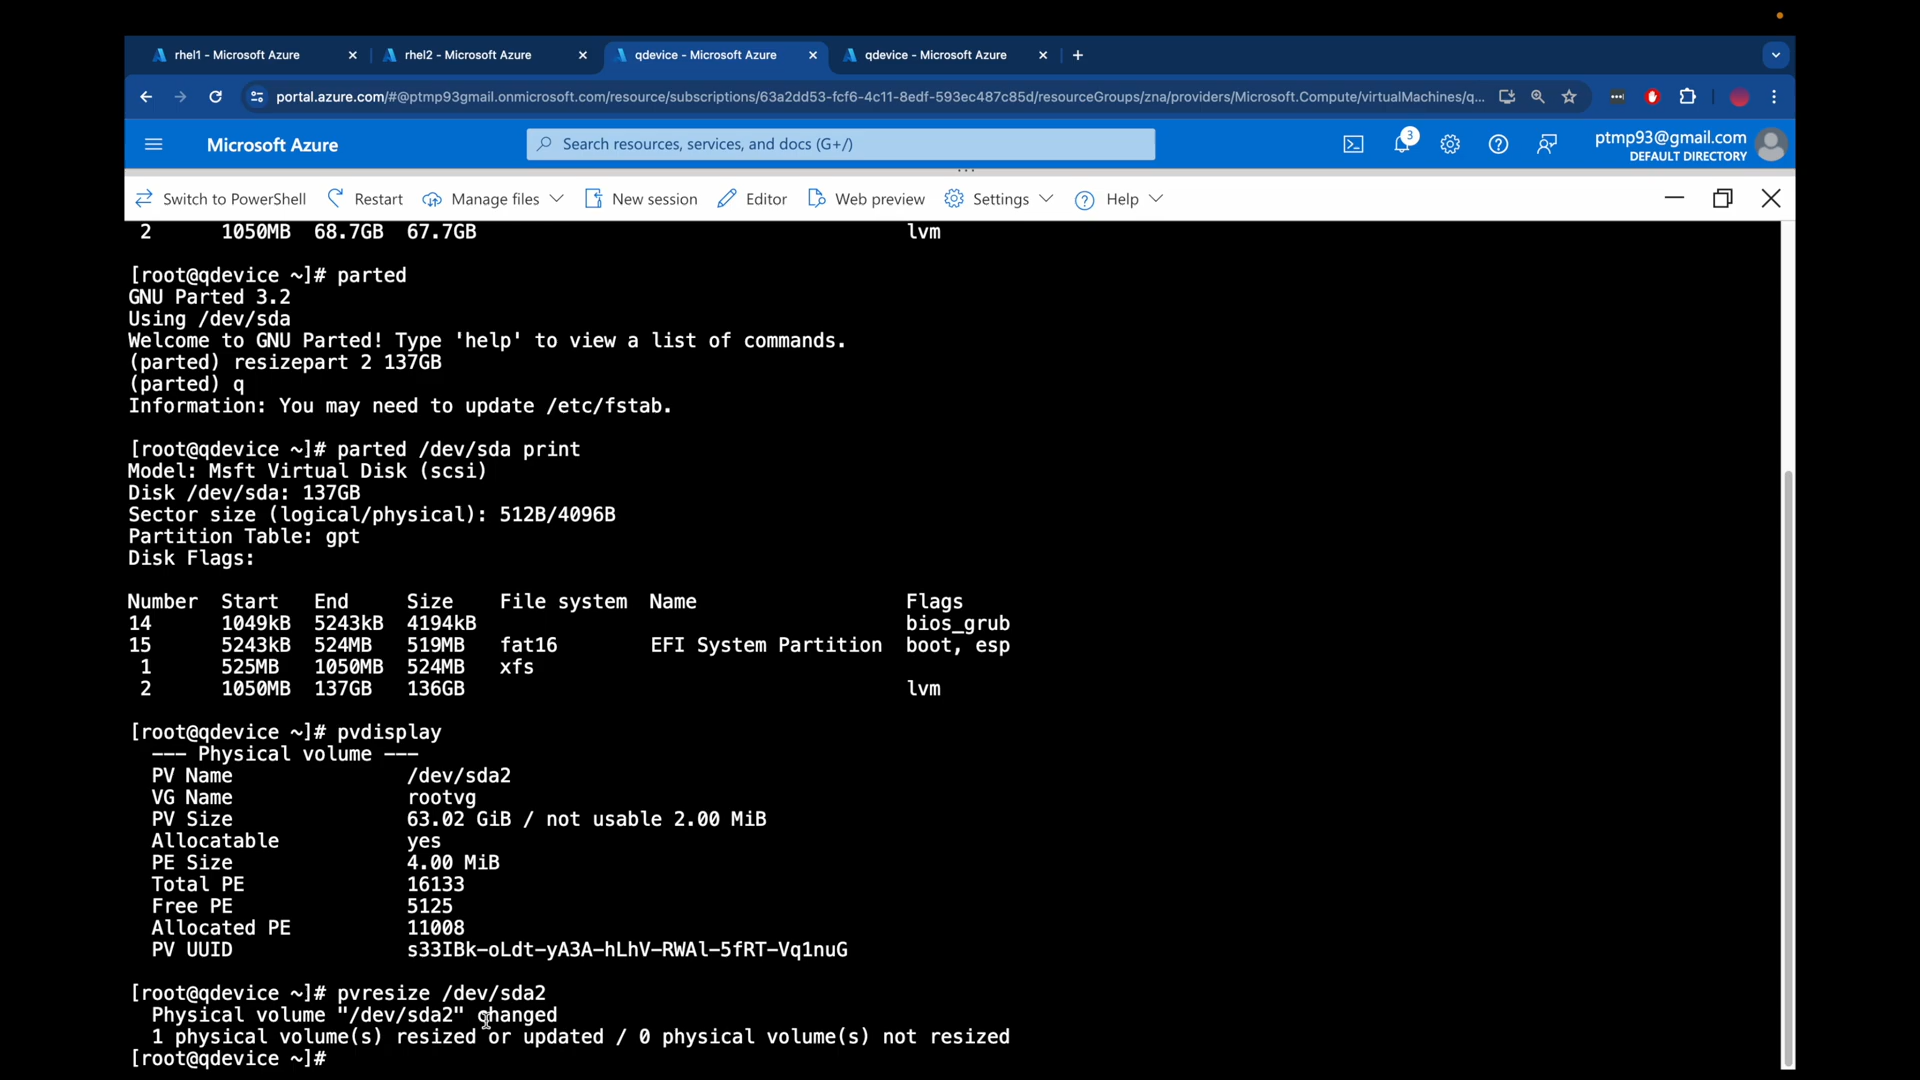 rhel1 - Microsoft Azure
rhel2 - Microsoft Azure
qdevice - Microsoft Azure
qdevice - Microsoft Azure
portal.azure.com/#@ptmp93gmail.onmicrosoft.com/resource/subscriptions/63a2dd53-fcf6-4c11-8edf-593ec487c85d/resourceGroups/zna/providers/Microsoft.Compute/virtualMachines/q...
Microsoft Azure
Search resources, services, and docs (G+/)
3
ptmp93@gmail.com
DEFAULT DIRECTORY
Switch to PowerShell Restart Manage files New session Editor Web preview Settings Help
2 1050MB 68.7GB 67.7GB lvm
[root@qdevice ~]# parted
GNU Parted 3.2
Using /dev/sda
Welcome to GNU Parted! Type 'help' to view a list of commands.
(parted) resizepart 2 137GB
(parted) q
Information: You may need to update /etc/fstab.
[root@qdevice ~]# parted /dev/sda print
Model: Msft Virtual Disk (scsi)
Disk /dev/sda: 137GB
Sector size (logical/physical): 512B/4096B
Partition Table: gpt
Disk Flags:
Number Start End Size File system Name Flags
14 1049kB 5243kB 4194kB bios_grub
15 5243kB 524MB 519MB fat16 EFI System Partition boot, esp
1 525MB 1050MB 524MB xfs
2 1050MB 137GB 136GB lvm
[root@qdevice ~]# pvdisplay
--- Physical volume ---
PV Name /dev/sda2
VG Name rootvg
PV Size 63.02 GiB / not usable 2.00 MiB
Allocatable yes
PE Size 4.00 MiB
Total PE 16133
Free PE 5125
Allocated PE 11008
PV UUID s33IBk-oLdt-yA3A-hLhV-RWAl-5fRT-Vq1nuG
[root@qdevice ~]# pvresize /dev/sda2
Physical volume "/dev/sda2" changed
1 physical volume(s) resized or updated / 0 physical volume(s) not resized
[root@qdevice ~]#